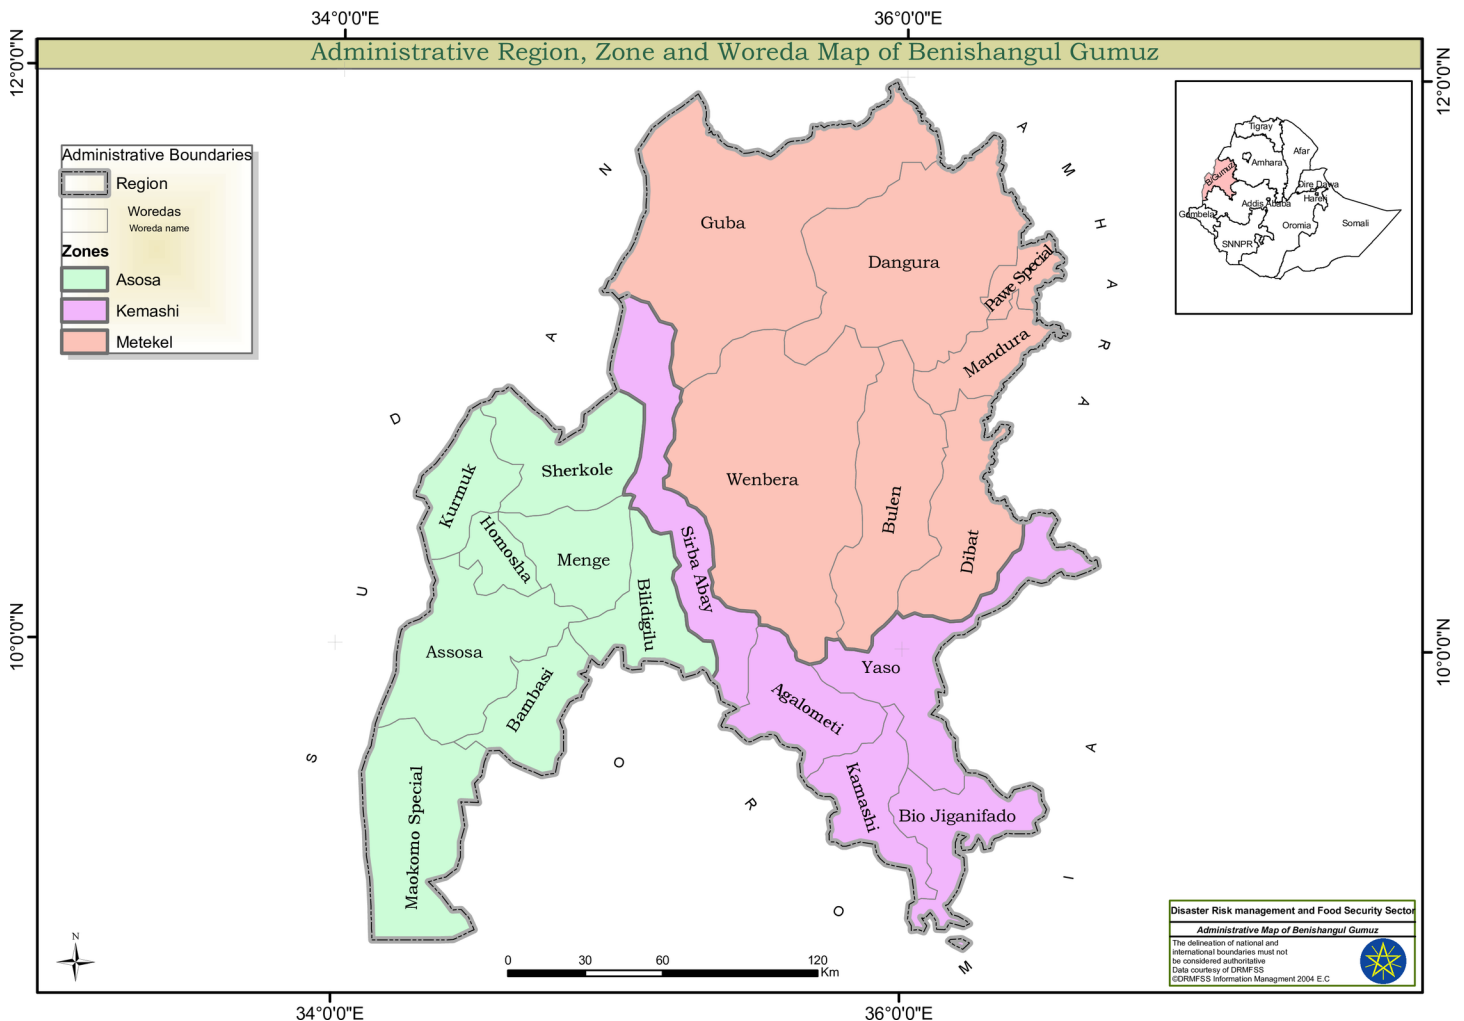 34°0'0"E
36°0'0"E
Administrative Region, Zone and Woreda Map of Benishangul Gumuz
12°0'0"N
12°0'0"N
Administrative Boundaries
Region
Woredas
Woreda name
Zones
Asosa
Kemashi
Metekel
Tigray
Afar
Amhara
B/Gumuz
Dire Dawa
Hareri
Addis Ababa
Gambela
Oromia
Somali
SNNPR
S U D A N
A M H A R A
O R O M I A
Guba
Dangura
Pawe Special
Mandura
Wenbera
Bulen
Dibat
Sherkole
Kurmuk
Homosha
Menge
Bilidigilu
Sirba Abay
Assosa
Bambasi
Maokomo Special
Yaso
Agalometi
Kamashi
Bio Jiganifado
10°0'0"N
10°0'0"N
N
0 30 60 120
Km
Disaster Risk management and Food Security Sector
Administrative Map of Benishangul Gumuz
The delineation of national and
international boundaries must not
be considered authoritative
Data courtesy of DRMFSS
©DRMFSS Information Managment 2004 E.C
34°0'0"E
36°0'0"E